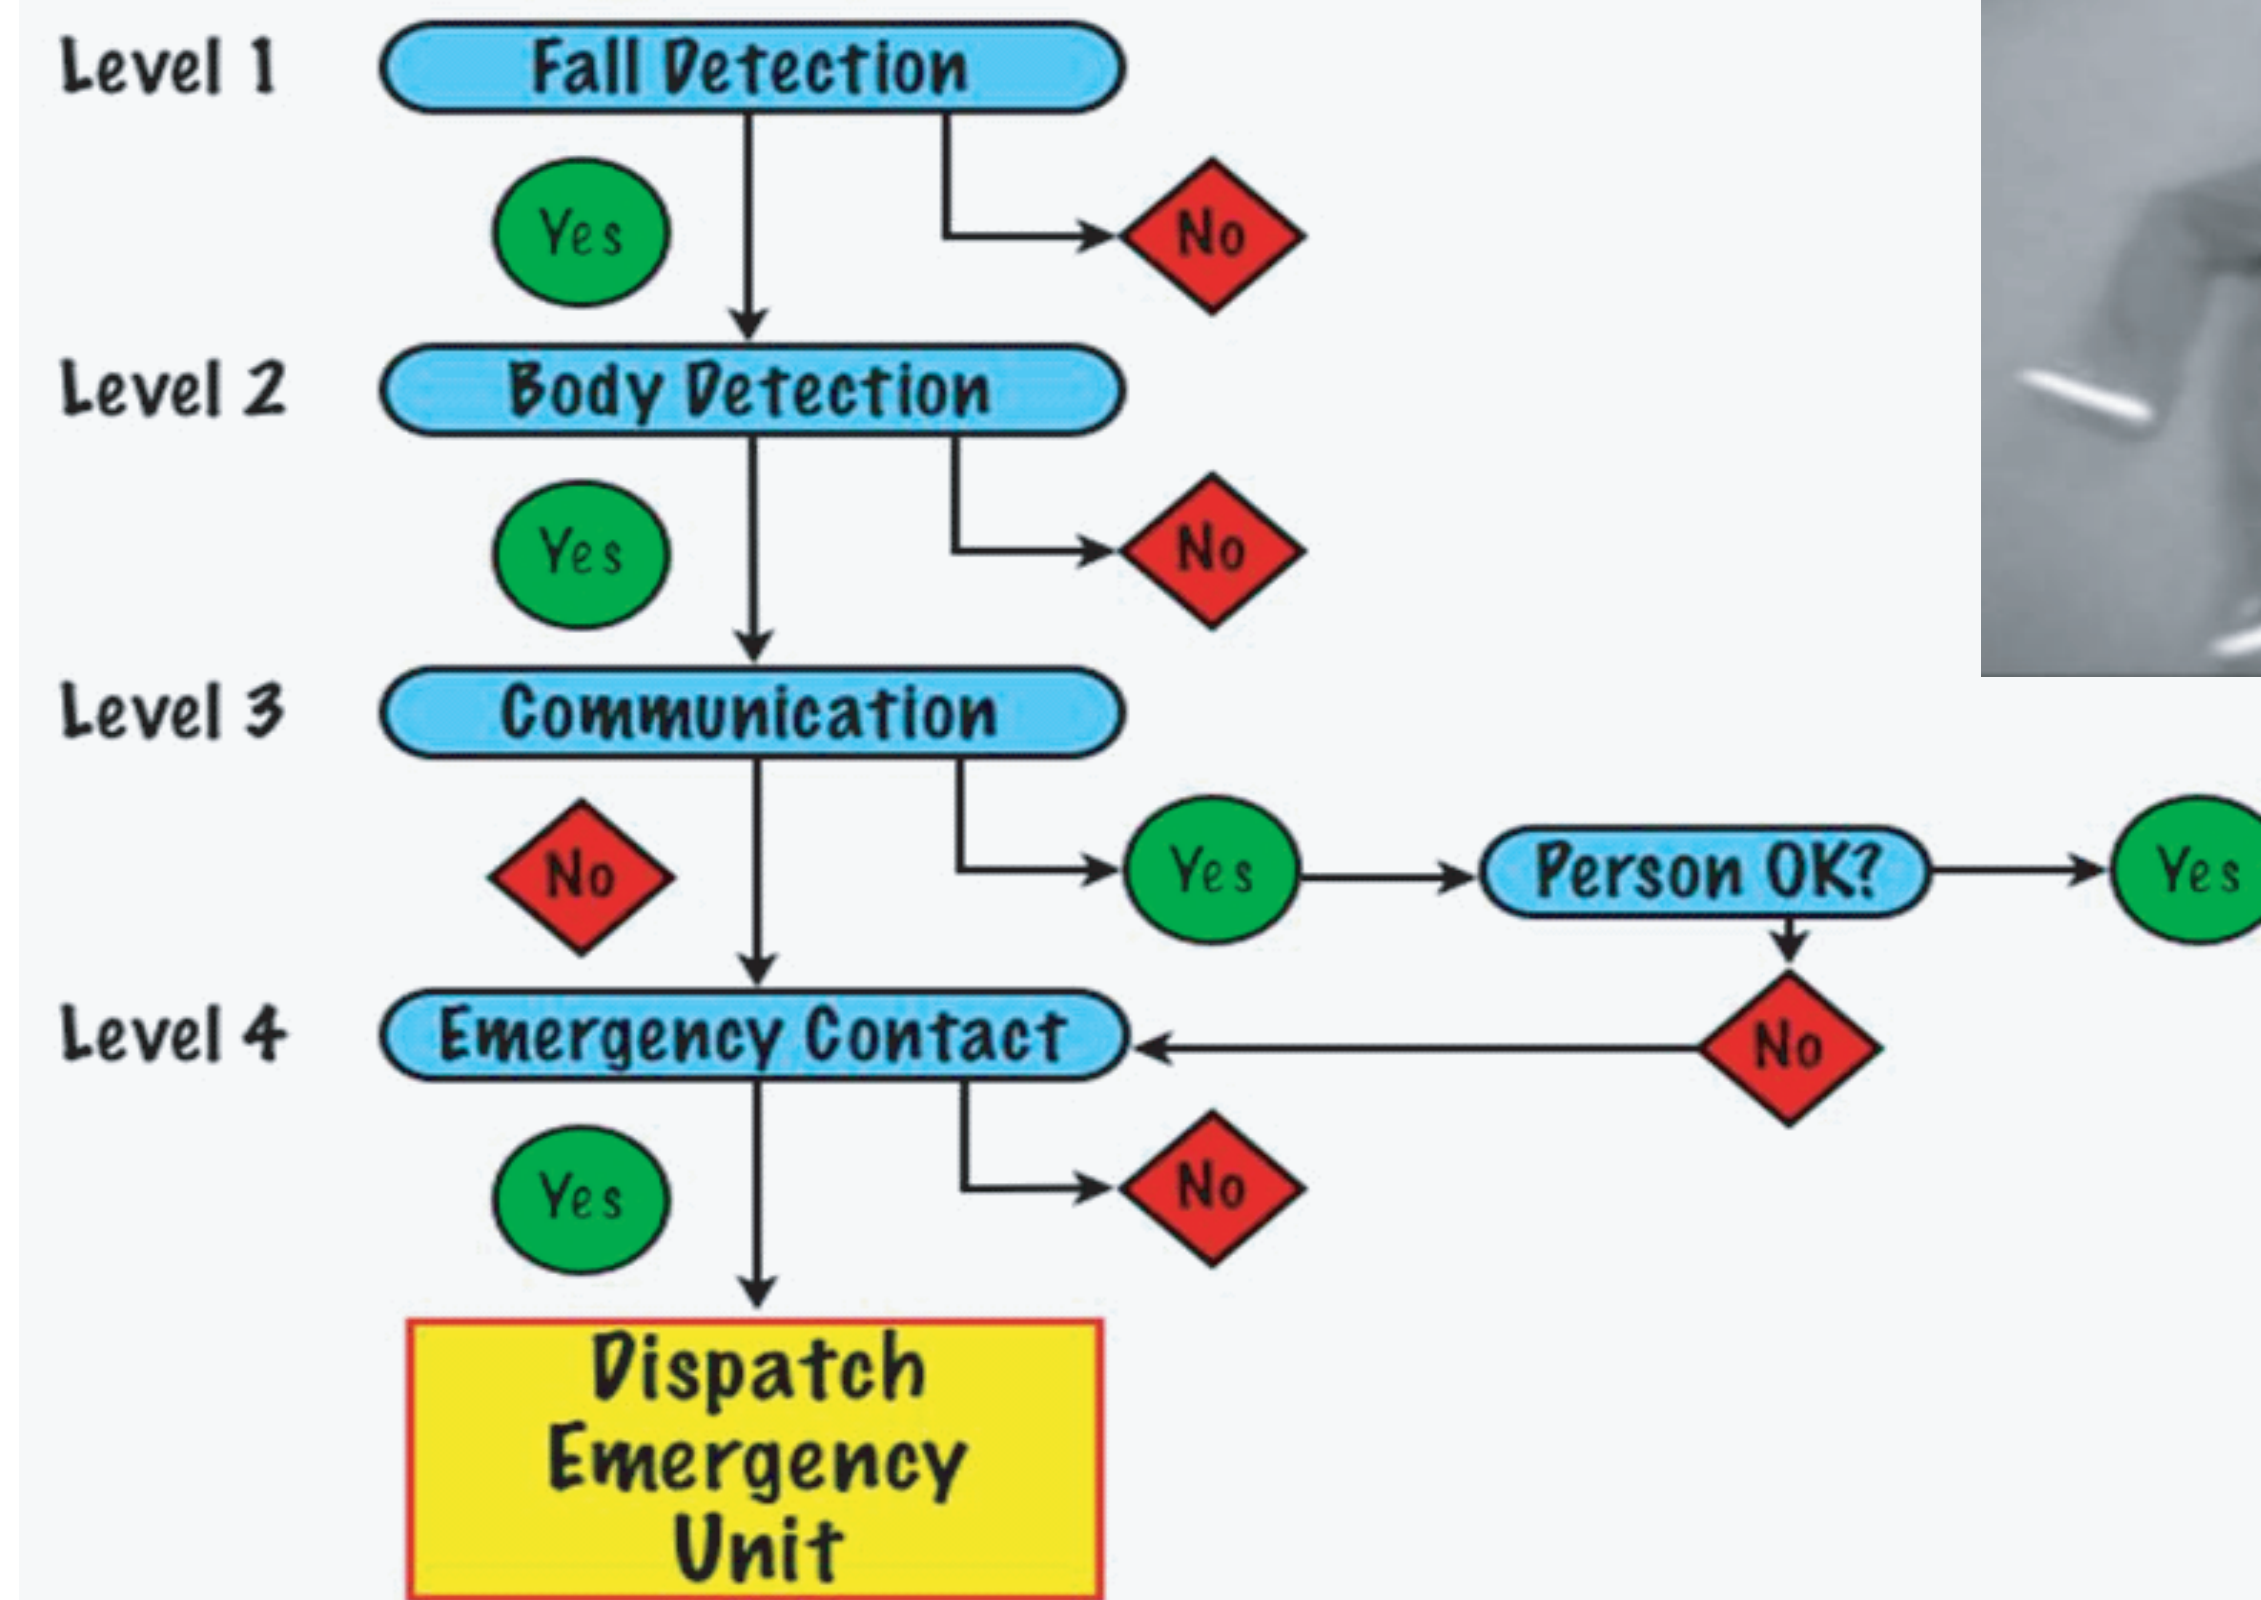 Level 1
Fall Detection
Yes
No
Level 2
Body Detection
Yes
No
Level 3
Communication
No
Yes
Person OK?
Yes
Level 4
Emergency Contact
No
Yes
No
Dispatch
Emergency
Unit